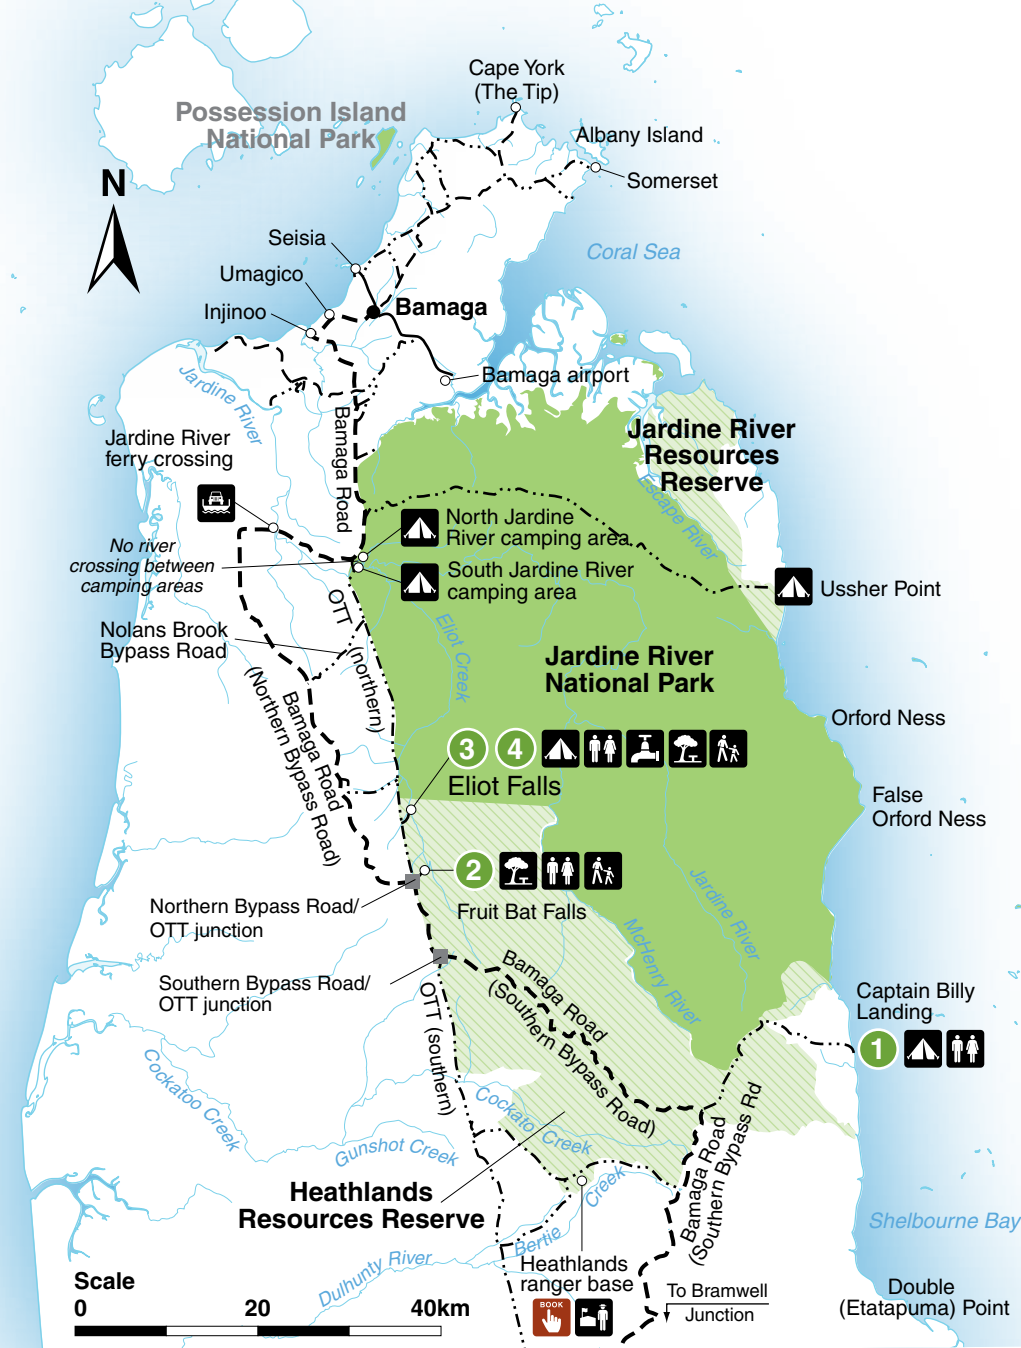 Cape York
(The Tip)
Possession Island
National Park
Albany Island
N
Somerset
Seisia
Coral Sea
Umagico
Injinoo
Bamaga
Bamaga airport
Jardine River
Bamaga Road
Jardine River
Resources
Reserve
Jardine River
ferry crossing
Escape River
North Jardine
River camping area
No river
crossing between
camping areas
South Jardine River
camping area
Ussher Point
OTT
(northern)
Nolans Brook
Bypass Road
Eliot Creek
Jardine River
National Park
Bamaga Road
(Northern Bypass Road)
Orford Ness
3
4
Eliot Falls
False
Orford Ness
2
Fruit Bat Falls
Jardine River
Northern Bypass Road/
OTT junction
McHenry River
Southern Bypass Road/
OTT junction
Bamaga Road
(Southern Bypass Road)
OTT (southern)
Captain Billy
Landing
1
Cockatoo Creek
Cockato Creek
Gunshot Creek
Bamaga Road
(Southern Bypass Rd
Heathlands
Resources Reserve
Bertie
Creek
Shelbourne Bay
Dulhunty River
Heathlands
ranger base
BOOK
To Bramwell
Junction
Double
(Etatapuma) Point
Scale
0
20
40km